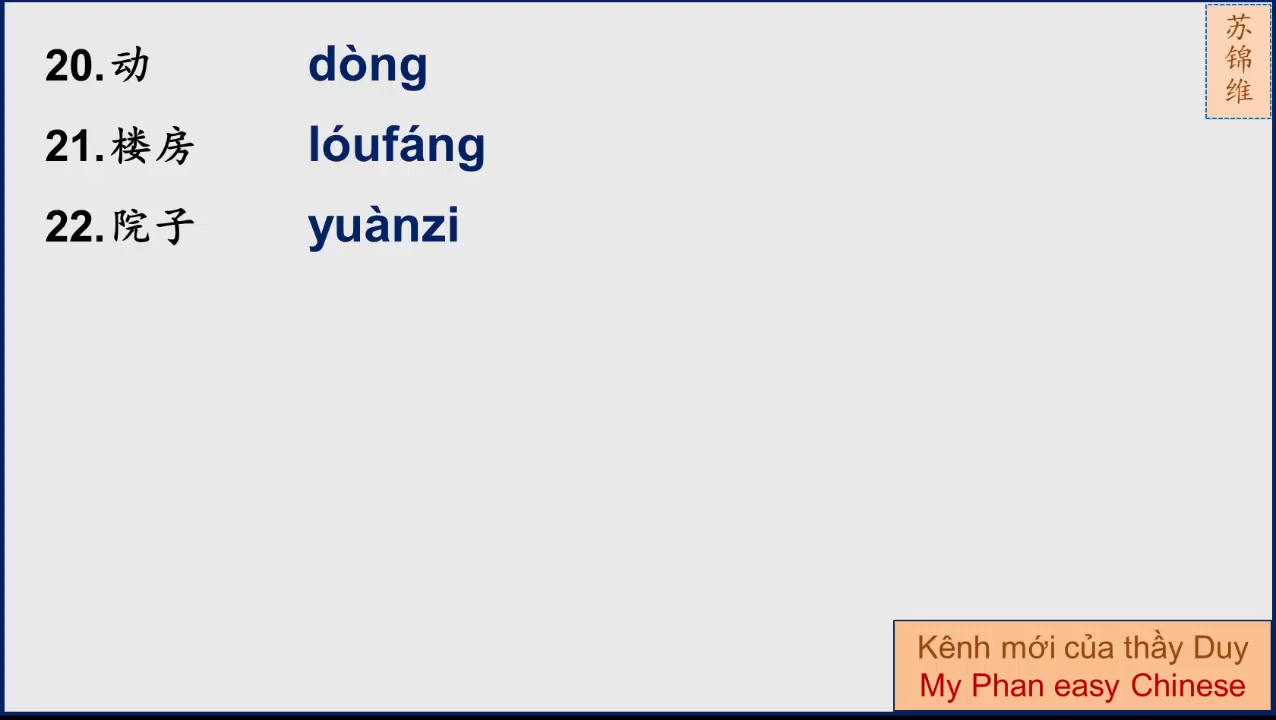 20.动 dòng
21.楼房 lóufáng
22.院子 yuànzi
苏锦维
Kênh mới của thầy Duy
My Phan easy Chinese